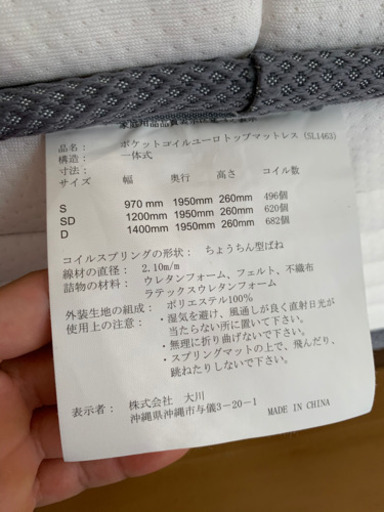 品名： ポケットコイルユーロトップマットレス (SL1463)
構造： 一体式
寸法：
サイズ 幅 奥行 高さ コイル数
S 970 mm 1950mm 260mm 496個
SD 1200mm 1950mm 260mm 620個
D 1400mm 1950mm 260mm 682個
コイルスプリングの形状： ちょうちん型ばね
線材の直径： 2.10m/m
詰物の材料： ウレタンフォーム、フェルト、不織布
ラテックスウレタンフォーム
外装生地の組成： ポリエステル100%
使用上の注意： ・湿気を避け、風通しが良く直射日光が
当たらない所に置いて下さい。
・無理に折り曲げないで下さい。
・スプリングマットの上で、飛んだり、
跳ねたりしないで下さい。
表示者： 株式会社 大川
沖縄県沖縄市与儀3-20-1 MADE IN CHINA